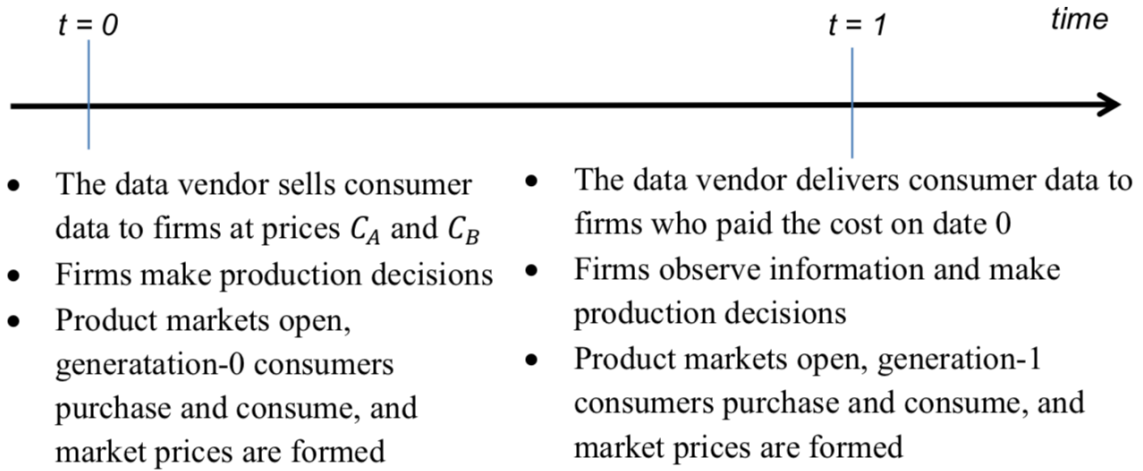 t = 0
t = 1
time
• The data vendor sells consumer
data to firms at prices C_A and C_B
• Firms make production decisions
• Product markets open,
generatation-0 consumers
purchase and consume, and
market prices are formed
• The data vendor delivers consumer data to
firms who paid the cost on date 0
• Firms observe information and make
production decisions
• Product markets open, generation-1
consumers purchase and consume, and
market prices are formed